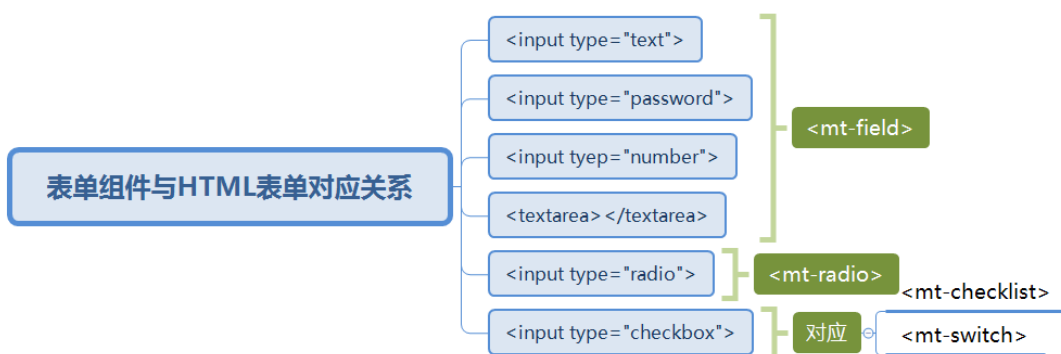 表单组件与HTML表单对应关系
<input type="text">
<input type="password">
<input tyep="number">
<textarea></textarea>
<mt-field>
<input type="radio">
<mt-radio>
<input type="checkbox">
对应
<mt-checklist>
<mt-switch>